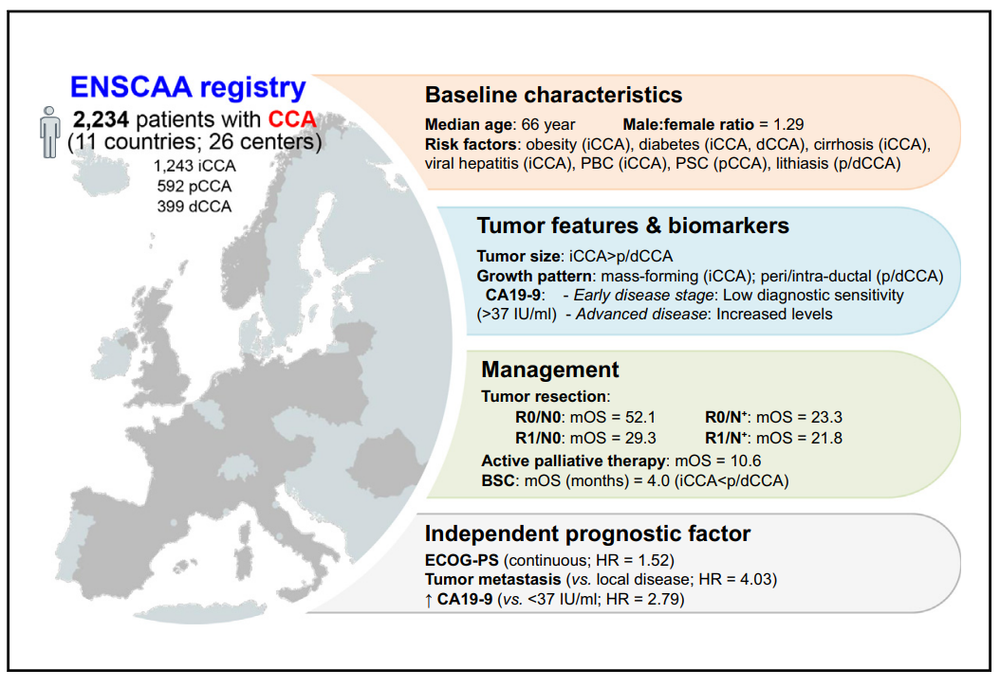 ENSCAA registry
2,234 patients with CCA
(11 countries; 26 centers)
1,243 iCCA
592 pCCA
399 dCCA
Baseline characteristics
Median age: 66 year Male:female ratio = 1.29
Risk factors: obesity (iCCA), diabetes (iCCA, dCCA), cirrhosis (iCCA),
viral hepatitis (iCCA), PBC (iCCA), PSC (pCCA), lithiasis (p/dCCA)
Tumor features & biomarkers
Tumor size: iCCA>p/dCCA
Growth pattern: mass-forming (iCCA); peri/intra-ductal (p/dCCA)
CA19-9: - Early disease stage: Low diagnostic sensitivity
(>37 IU/ml) - Advanced disease: Increased levels
Management
Tumor resection:
R0/N0: mOS = 52.1 R0/N⁺: mOS = 23.3
R1/N0: mOS = 29.3 R1/N⁺: mOS = 21.8
Active palliative therapy: mOS = 10.6
BSC: mOS (months) = 4.0 (iCCA<p/dCCA)
Independent prognostic factor
ECOG-PS (continuous; HR = 1.52)
Tumor metastasis (vs. local disease; HR = 4.03)
↑ CA19-9 (vs. <37 IU/ml; HR = 2.79)